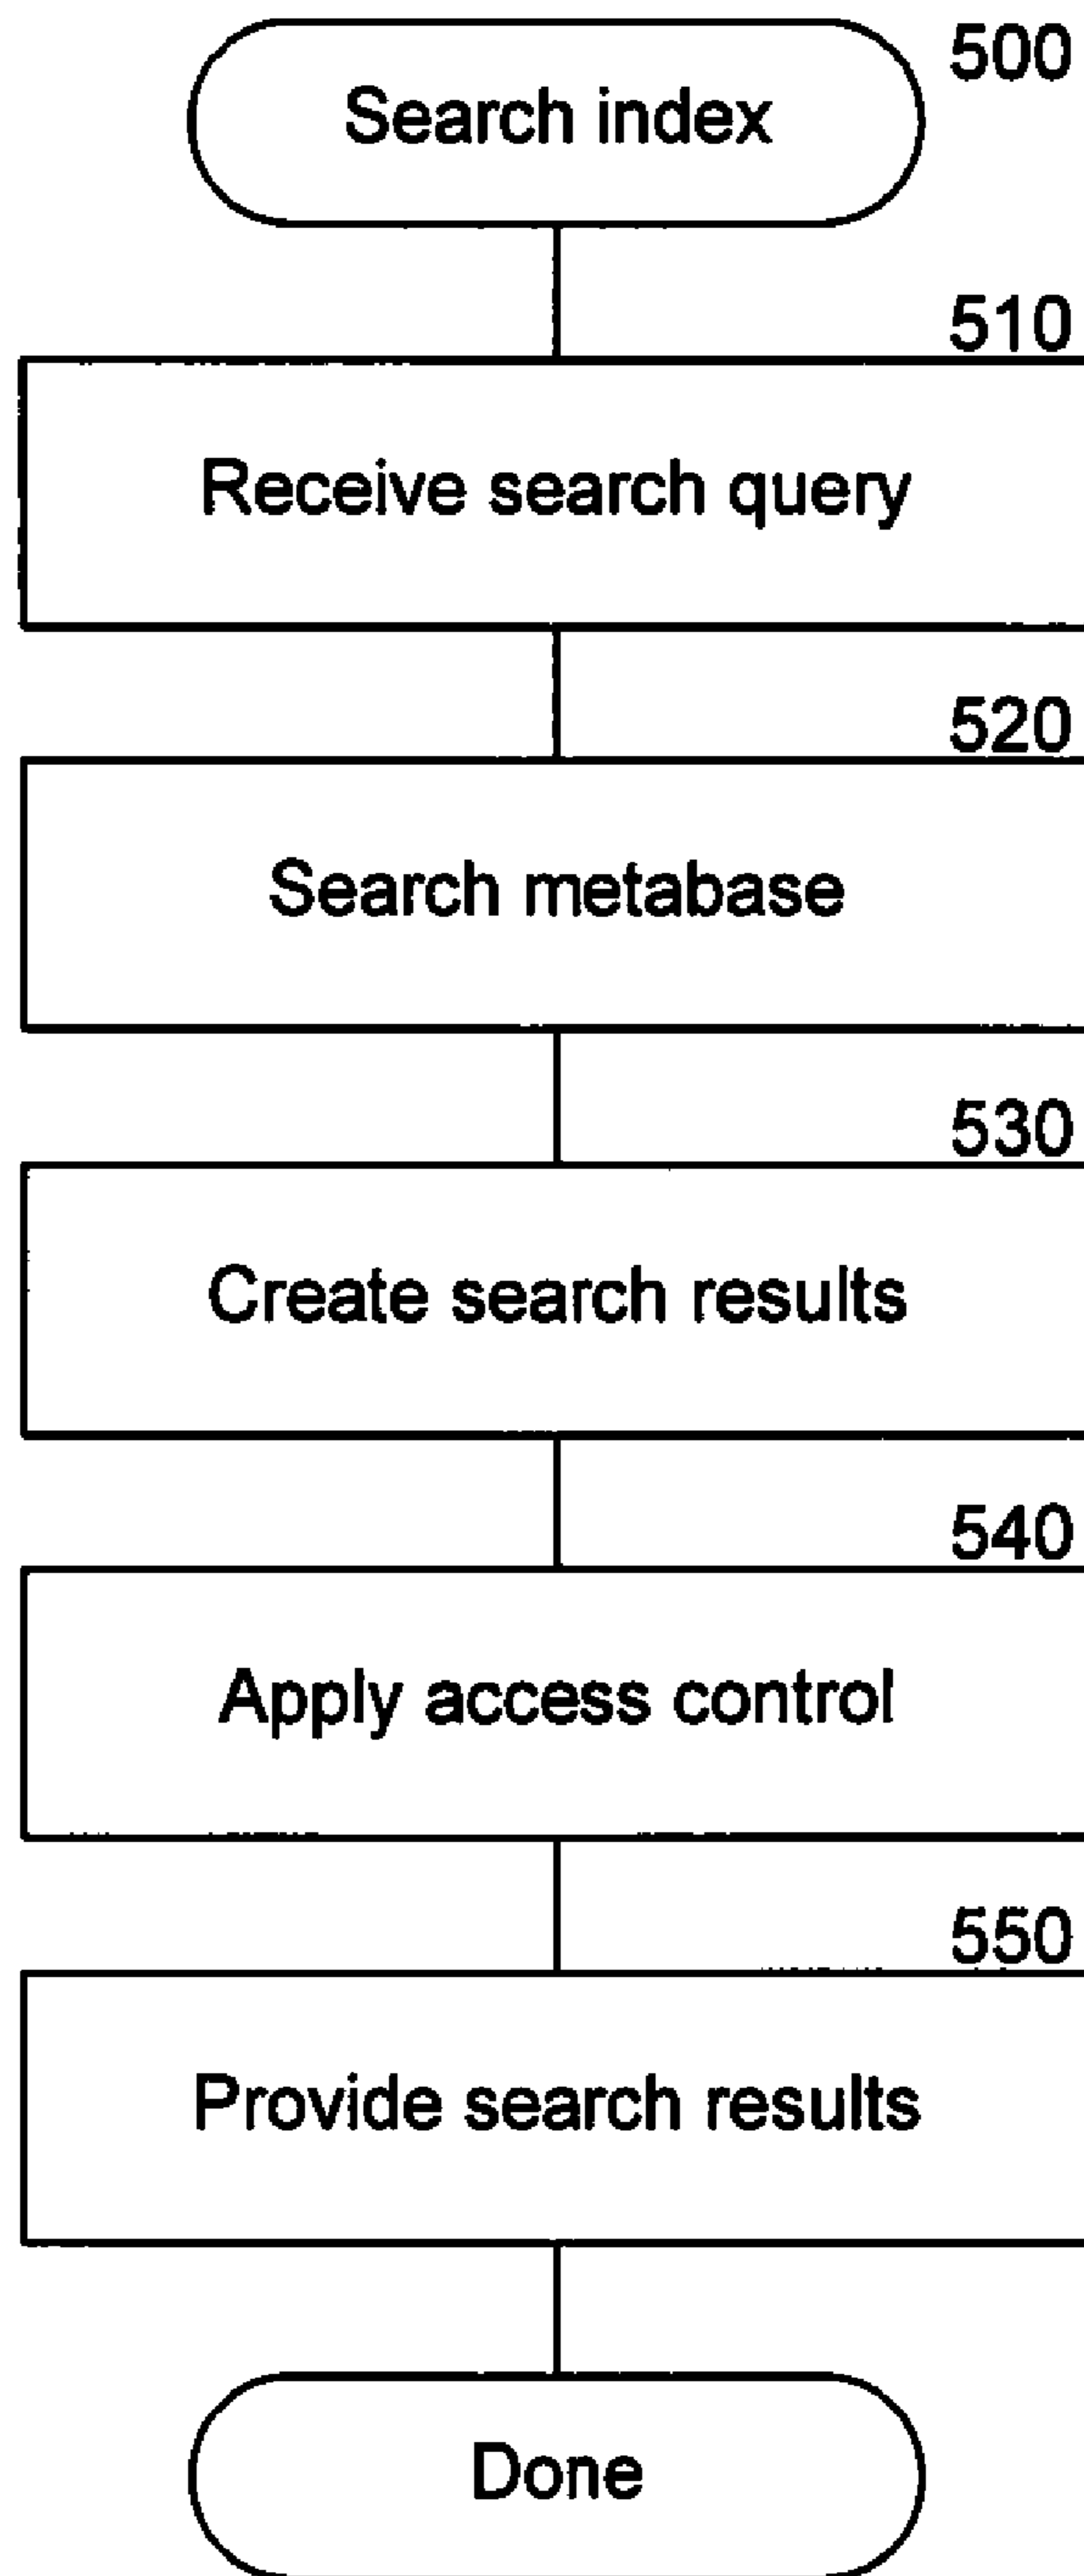 500
Search index
510
Receive search query
520
Search metabase
530
Create search results
540
Apply access control
550
Provide search results
Done